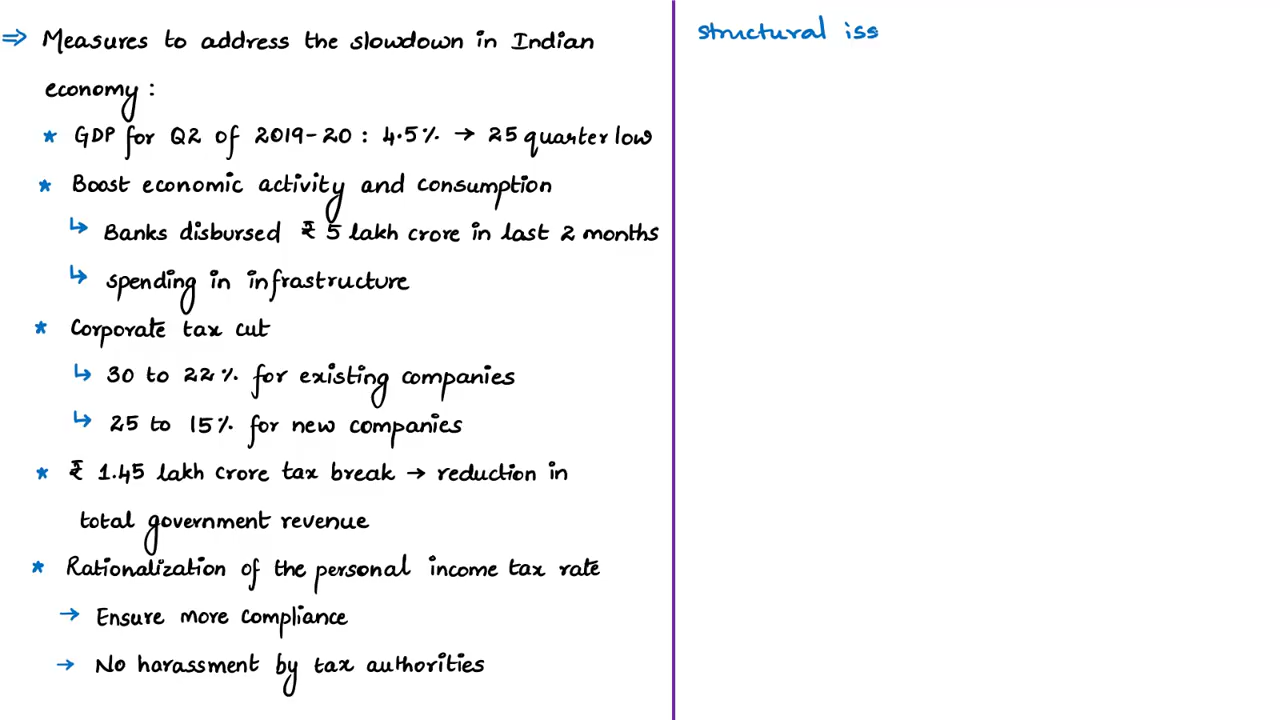 ⇒ Measures to address the slowdown in Indian
economy :
* GDP for Q2 of 2019-20 : 4.5% → 25 quarter low
* Boost economic activity and consumption
↳ Banks disbursed ₹ 5 lakh crore in last 2 months
↳ spending in infrastructure
* Corporate tax cut
↳ 30 to 22% for existing companies
↳ 25 to 15% for new companies
* ₹ 1.45 lakh crore tax break → reduction in
total government revenue
* Rationalization of the personal income tax rate
→ Ensure more compliance
→ No harassment by tax authorities
structural iss